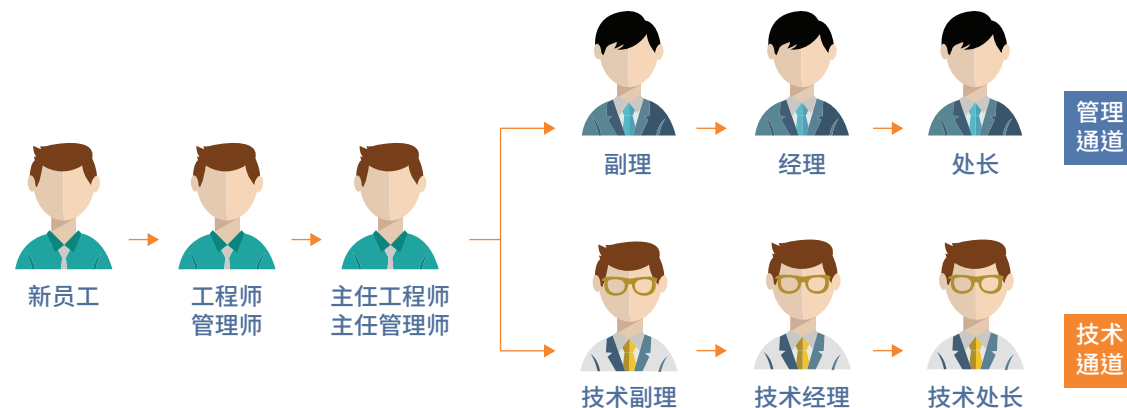 副理
经理
处长
管理
通道
新员工
工程师
管理师
主任工程师
主任管理师
技术副理
技术经理
技术处长
技术
通道